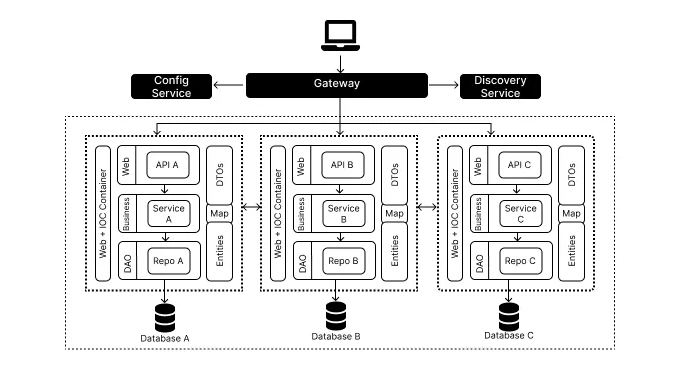 Config
Service
Gateway
Discovery
Service
Web + IOC Container
Web
API A
Business
Service
A
DAO
Repo A
DTOs
Map
Entities
Database A
Web + IOC Container
Web
API B
Business
Service
B
DAO
Repo B
DTOs
Map
Entities
Database B
Web + IOC Container
Web
API C
Business
Service
C
DAO
Repo C
DTOs
Map
Entities
Database C